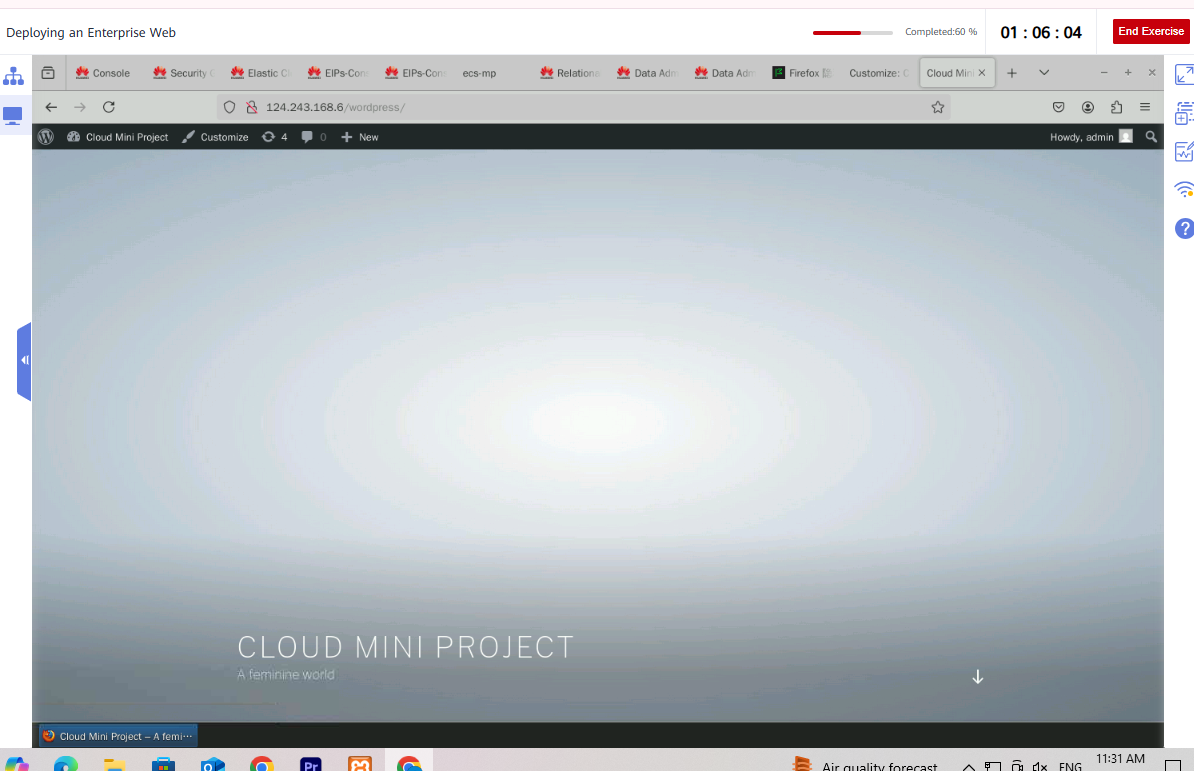 Deploying an Enterprise Web
Completed:60 %
01 : 06 : 04
End Exercise
Console
Security
Elastic
EIPs-Con
EIPs-Con
ecs-mp
Relationa
Data Adm
Data Adm
Firefox
Customize: C
Cloud Min
124.243.168.6/wordpress/
Cloud Mini Project
Customize
4
0
New
Howdy, admin
CLOUD MINI PROJECT
A feminine world
Cloud Mini Project – A femi···
Pr
Air quality forecast
ENG
11:31 AM